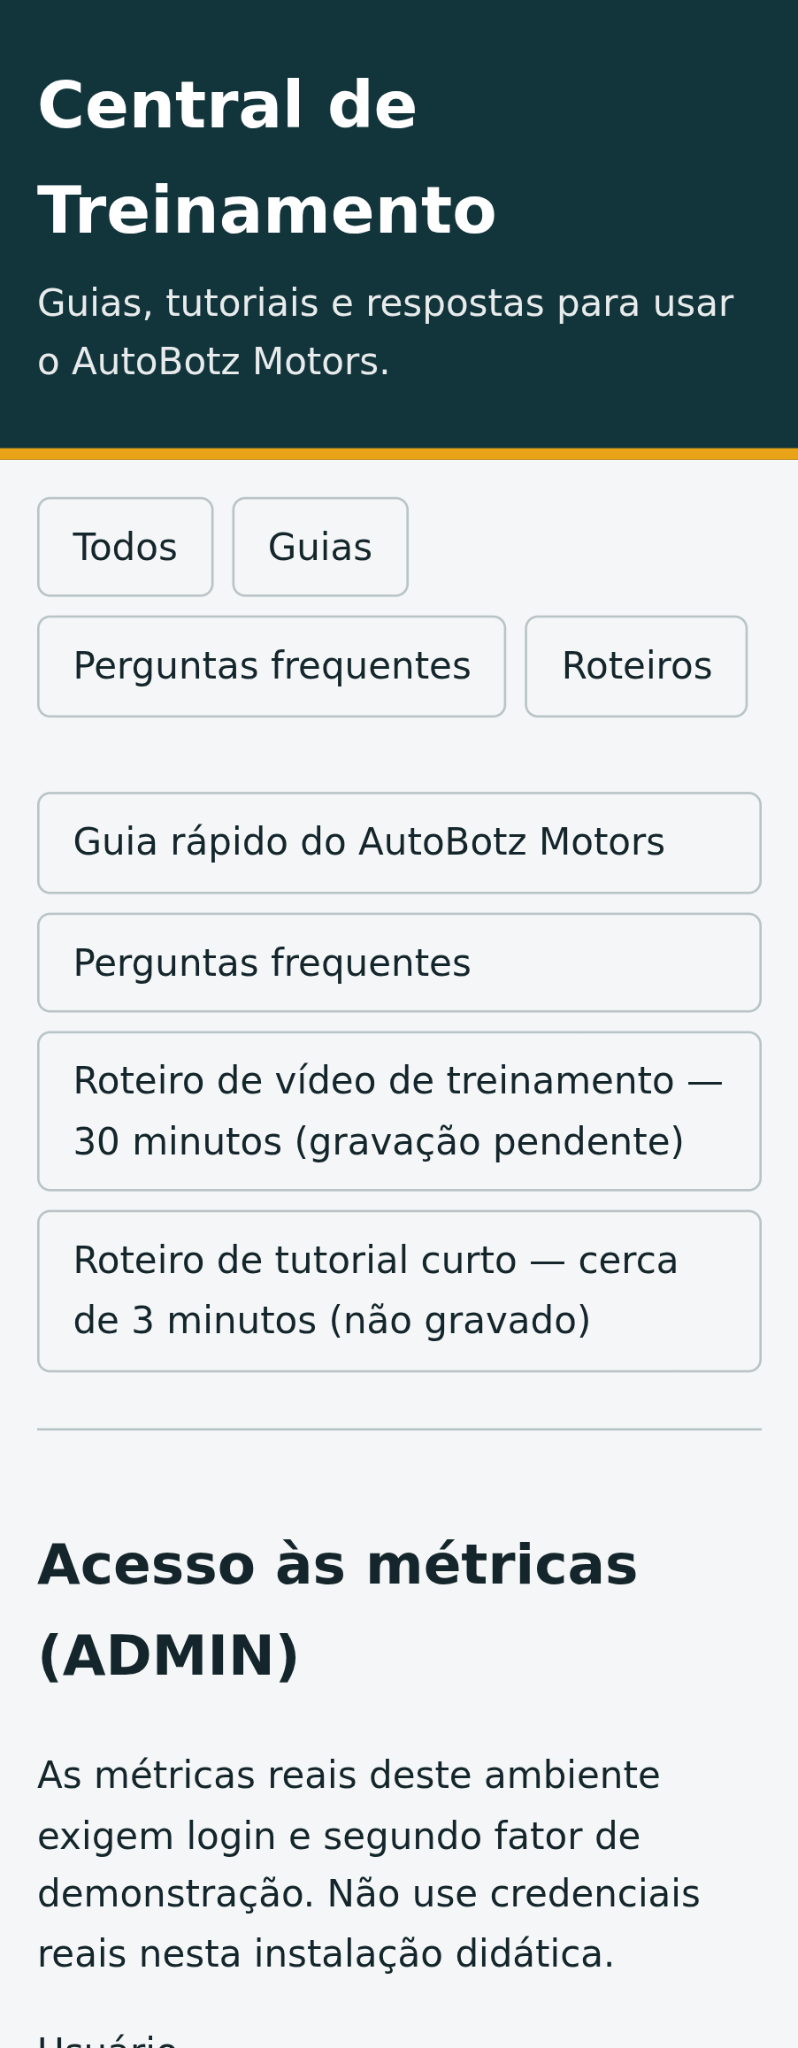 Central de
Treinamento
Guias, tutoriais e respostas para usar
o AutoBotz Motors.
Todos
Guias
Perguntas frequentes
Roteiros
Guia rápido do AutoBotz Motors
Perguntas frequentes
Roteiro de vídeo de treinamento —
30 minutos (gravação pendente)
Roteiro de tutorial curto — cerca
de 3 minutos (não gravado)
Acesso às métricas
(ADMIN)
As métricas reais deste ambiente
exigem login e segundo fator de
demonstração. Não use credenciais
reais nesta instalação didática.
Usuário